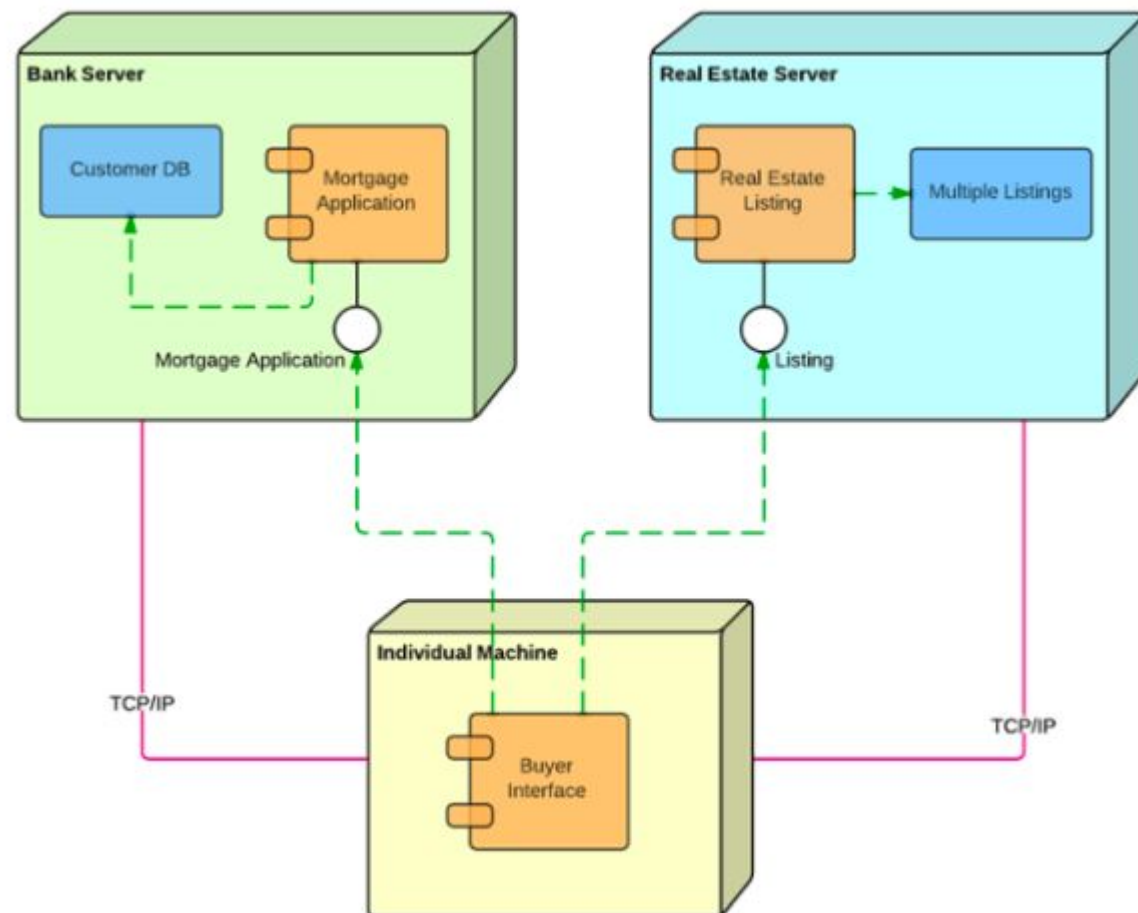 Bank Server
Customer DB
Mortgage
Application
Mortgage Application
Real Estate Server
Real Estate
Listing
Multiple Listings
Listing
TCP/IP
TCP/IP
Individual Machine
Buyer
Interface